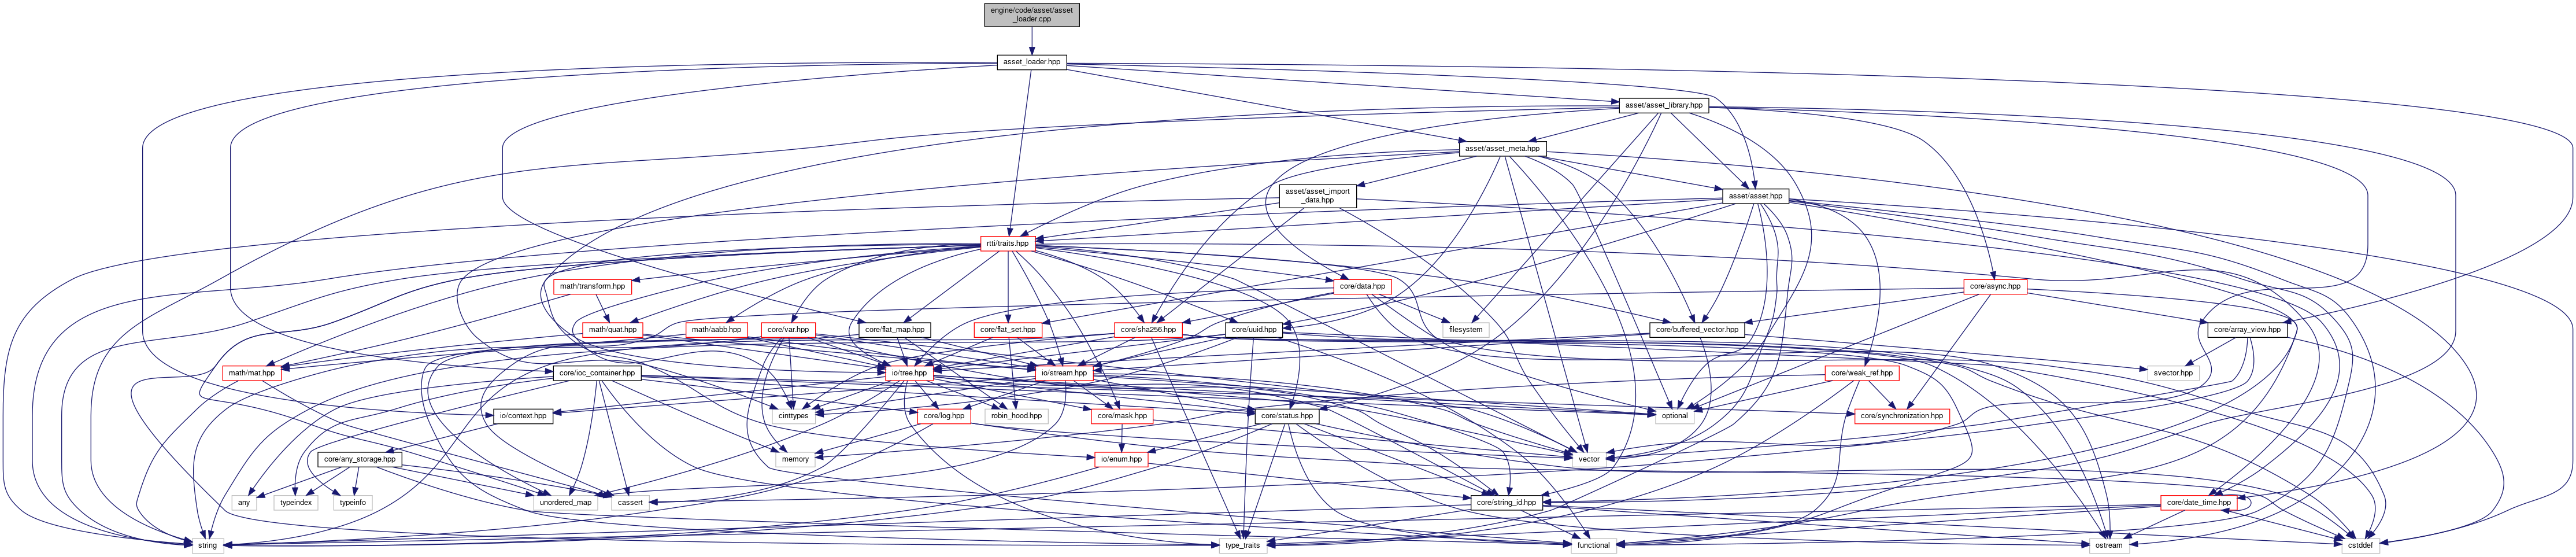 engine/code/asset/asset
_loader.cpp
asset_loader.hpp
asset/asset_library.hpp
asset/asset_meta.hpp
asset/asset_import
_data.hpp
asset/asset.hpp
rtti/traits.hpp
math/transform.hpp
core/data.hpp
core/async.hpp
math/quat.hpp
math/aabb.hpp
core/var.hpp
core/flat_map.hpp
core/flat_set.hpp
core/sha256.hpp
core/uuid.hpp
filesystem
core/buffered_vector.hpp
core/array_view.hpp
math/mat.hpp
core/ioc_container.hpp
io/tree.hpp
io/stream.hpp
core/weak_ref.hpp
svector.hpp
io/context.hpp
cinttypes
core/log.hpp
robin_hood.hpp
core/mask.hpp
core/status.hpp
optional
core/synchronization.hpp
core/any_storage.hpp
memory
io/enum.hpp
vector
any
typeindex
typeinfo
unordered_map
cassert
core/string_id.hpp
core/date_time.hpp
string
type_traits
functional
ostream
cstddef